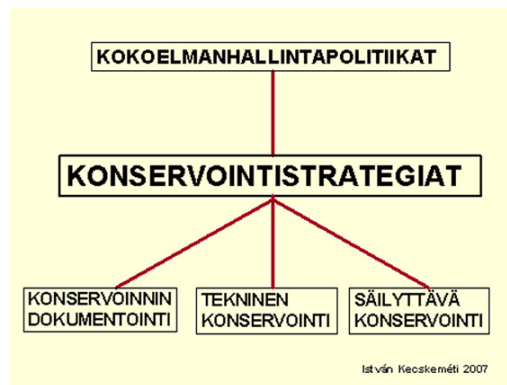 KOKOELMANHALLINTAPOLITIIKAT
KONSERVOINTISTRATEGIAT
KONSERVOINNIN
DOKUMENTOINTI
TEKNINEN
KONSERVOINTI
SÄILYTTÄVÄ
KONSERVOINTI
István Kecskeméti 2007